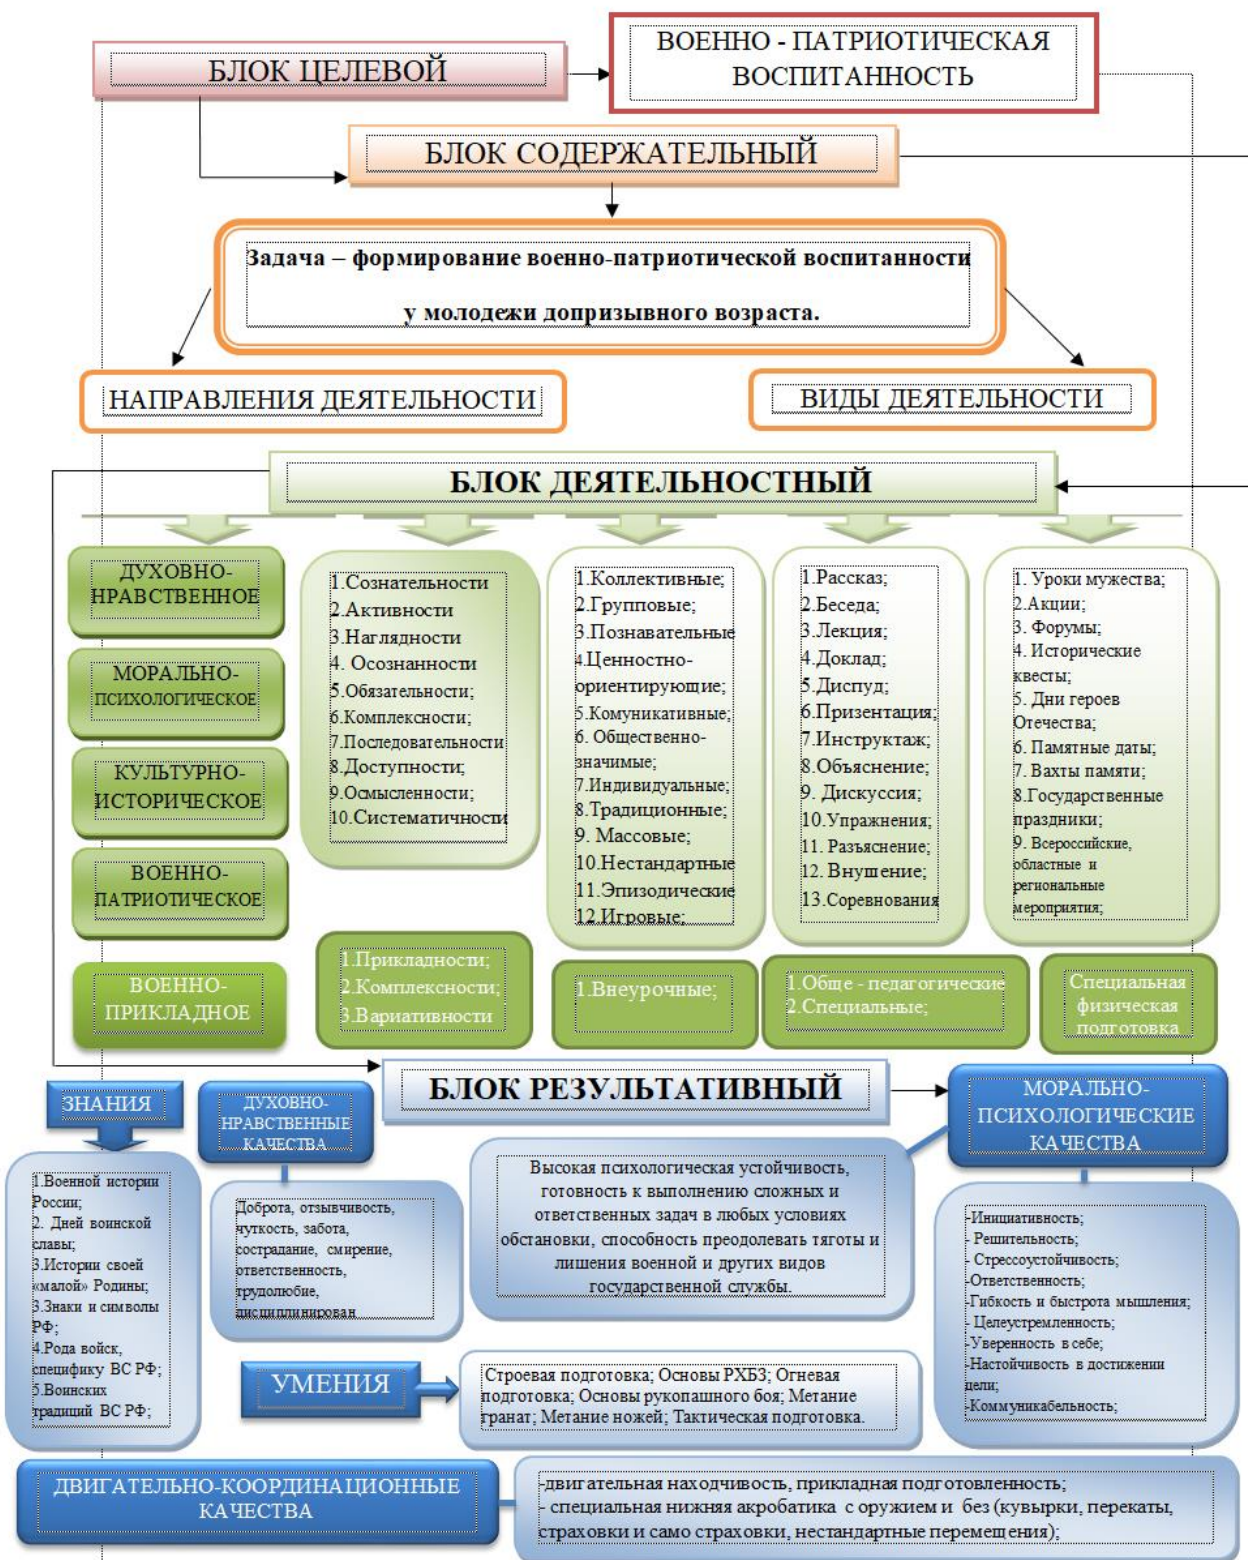 БЛОК ЦЕЛЕВОЙ
ВОЕННО - ПАТРИОТИЧЕСКАЯ
ВОСПИТАННОСТЬ
БЛОК СОДЕРЖАТЕЛЬНЫЙ
Задача – формирование военно-патриотической воспитанности
у молодежи допризывного возраста.
НАПРАВЛЕНИЯ ДЕЯТЕЛЬНОСТИ
ВИДЫ ДЕЯТЕЛЬНОСТИ
БЛОК ДЕЯТЕЛЬНОСТНЫЙ
ДУХОВНО-
НРАВСТВЕННОЕ
МОРАЛЬНО-
ПСИХОЛОГИЧЕСКОЕ
КУЛЬТУРНО-
ИСТОРИЧЕСКОЕ
ВОЕННО-
ПАТРИОТИЧЕСКОЕ
ВОЕННО-
ПРИКЛАДНОЕ
1.Сознательности
2.Активности
3.Наглядности
4. Осознанности
5.Обязательности;
6.Комплексности;
7.Последовательности
8.Доступности;
9.Осмысленности;
10.Систематичности
1.Прикладности;
2.Комплексности;
3.Вариативности
1.Коллективные;
2.Групповые;
3.Познавательные
4.Ценностно-
ориентирующие;
5.Комуникативные;
6. Общественно-
значимые;
7.Индивидуальные;
8.Традиционные;
9. Массовые;
10.Нестандартные
11.Эпизодические
12.Игровые;
1.Внеурочные;
1.Рассказ;
2.Беседа;
3.Лекция;
4.Доклад;
5.Диспуд;
6.Призентация;
7.Инструктаж;
8.Объяснение;
9. Дискуссия;
10.Упражнения;
11. Разъяснение;
12. Внушение;
13.Соревнования
1.Обще - педагогические
2.Специальные;
1. Уроки мужества;
2.Акции;
3. Форумы;
4. Исторические
квесты;
5. Дни героев
Отечества;
6. Памятные даты;
7. Вахты памяти;
8.Государственные
праздники;
9. Всероссийские,
областные и
региональные
мероприятия;
Специальная
физическая
подготовка
БЛОК РЕЗУЛЬТАТИВНЫЙ
ЗНАНИЯ
1.Военной истории
России;
2. Дней воинской
славы;
3.Истории своей
«малой» Родины;
3.Знаки и символы
РФ;
4.Рода войск,
специфику ВС РФ;
5.Воинских
традиций ВС РФ;
ДУХОВНО-
НРАВСТВЕННЫЕ
КАЧЕСТВА
Доброта, отзывчивость,
чуткость, забота,
сострадание, смирение,
ответственность,
трудолюбие,
дисциплинирован
Высокая психологическая устойчивость,
готовность к выполнению сложных и
ответственных задач в любых условиях
обстановки, способность преодолевать тяготы и
лишения военной и других видов
государственной службы.
МОРАЛЬНО-
ПСИХОЛОГИЧЕСКИЕ
КАЧЕСТВА
-Инициативность;
- Решительность;
- Стрессоустойчивость;
-Ответственность;
-Гибкость и быстрота мышления;
- Целеустремленность;
-Уверенность в себе;
-Настойчивость в достижении
цели;
-Коммуникабельность;
УМЕНИЯ
Строевая подготовка; Основы РХБЗ; Огневая
подготовка; Основы рукопашного боя; Метание
гранат; Метание ножей; Тактическая подготовка.
ДВИГАТЕЛЬНО-КООРДИНАЦИОННЫЕ
КАЧЕСТВА
-двигательная находчивость, прикладная подготовленность;
- специальная нижняя акробатика с оружием и без (кувырки, перекаты,
страховки и само страховки, нестандартные перемещения);